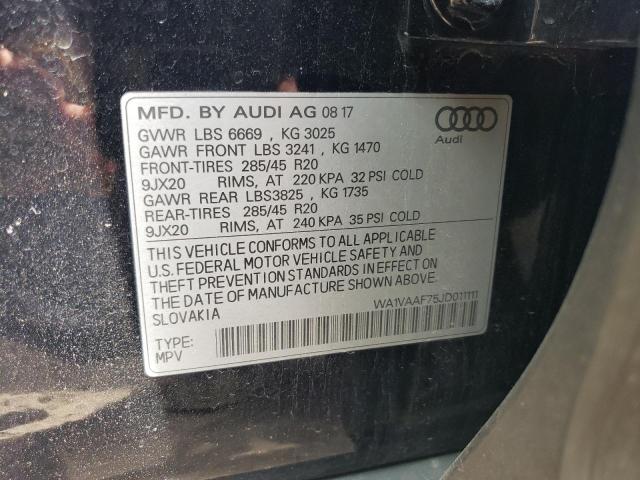 MFD. BY AUDI AG 08 17
GVWR LBS 6669 , KG 3025
GAWR FRONT LBS 3241 , KG 1470
FRONT-TIRES 285/45 R20
9JX20 RIMS, AT 220 KPA 32 PSI COLD
GAWR REAR LBS3825 , KG 1735
REAR-TIRES 285/45 R20
9JX20 RIMS, AT 240 KPA 35 PSI COLD
Audi
THIS VEHICLE CONFORMS TO ALL APPLICABLE
U.S. FEDERAL MOTOR VEHICLE SAFETY AND
THEFT PREVENTION STANDARDS IN EFFECT ON
THE DATE OF MANUFACTURE SHOWN ABOVE.
SLOVAKIA
WA1VAAF75JD011111
TYPE:
MPV